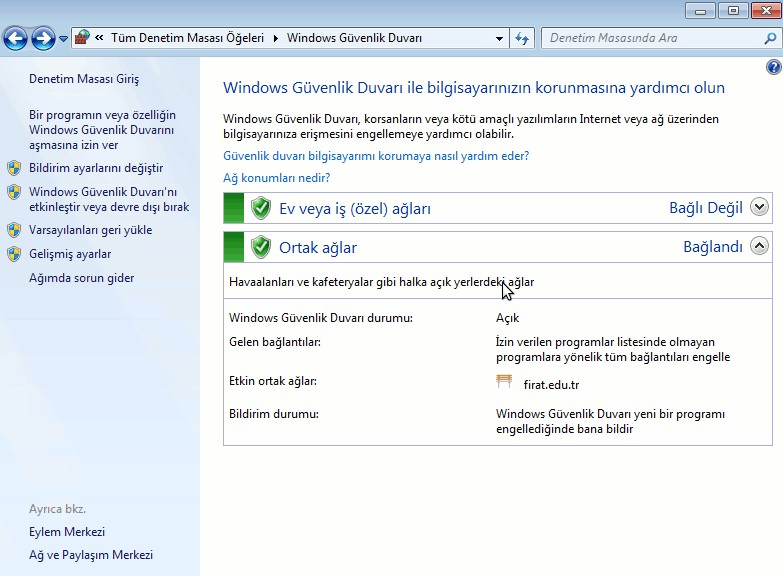 « Tüm Denetim Masası Öğeleri Windows Güvenlik Duvarı
Denetim Masasında Ara
Denetim Masası Giriş
Bir programın veya özelliğin
Windows Güvenlik Duvarını
aşmasına izin ver
Bildirim ayarlarını değiştir
Windows Güvenlik Duvarı'nı
etkinleştir veya devre dışı bırak
Varsayılanları geri yükle
Gelişmiş ayarlar
Ağımda sorun gider
Ayrıca bkz.
Eylem Merkezi
Ağ ve Paylaşım Merkezi
Windows Güvenlik Duvarı ile bilgisayarınızın korunmasına yardımcı olun
Windows Güvenlik Duvarı, korsanların veya kötü amaçlı yazılımların Internet veya ağ üzerinden
bilgisayarınıza erişmesini engellemeye yardımcı olabilir.
Güvenlik duvarı bilgisayarımı korumaya nasıl yardım eder?
Ağ konumları nedir?
Ev veya iş (özel) ağları Bağlı Değil
Ortak ağlar Bağlandı
Havaalanları ve kafeteryalar gibi halka açık yerlerdeki ağlar
Windows Güvenlik Duvarı durumu: Açık
Gelen bağlantılar: İzin verilen programlar listesinde olmayan
programlara yönelik tüm bağlantıları engelle
Etkin ortak ağlar: firat.edu.tr
Bildirim durumu: Windows Güvenlik Duvarı yeni bir programı
engellediğinde bana bildir